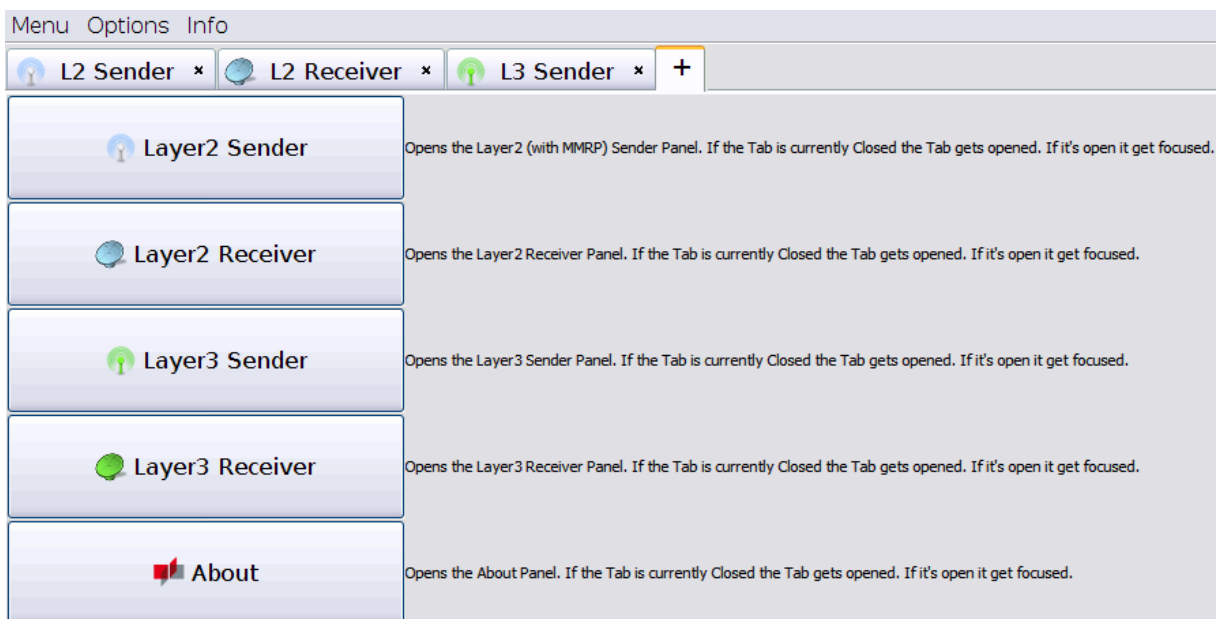 Menu Options Info
L2 Sender × L2 Receiver × L3 Sender × +
Layer2 Sender Opens the Layer2 (with MMRP) Sender Panel. If the Tab is currently Closed the Tab gets opened. If it's open it get focused.
Layer2 Receiver Opens the Layer2 Receiver Panel. If the Tab is currently Closed the Tab gets opened. If it's open it get focused.
Layer3 Sender Opens the Layer3 Sender Panel. If the Tab is currently Closed the Tab gets opened. If it's open it get focused.
Layer3 Receiver Opens the Layer3 Receiver Panel. If the Tab is currently Closed the Tab gets opened. If it's open it get focused.
About Opens the About Panel. If the Tab is currently Closed the Tab gets opened. If it's open it get focused.